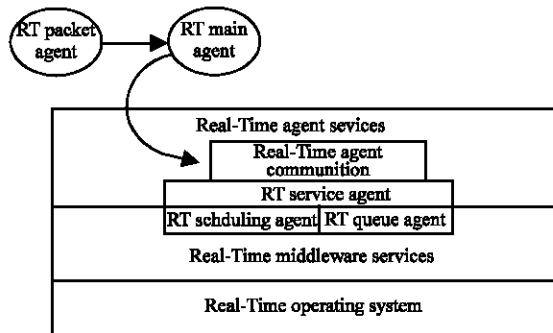 RT packet
agent
RT main
agent
Real-Time agent sevices
Real-Time agent
communition
RT service agent
RT schduling agent RT queue agent
Real-Time middleware services
Real-Time operating system